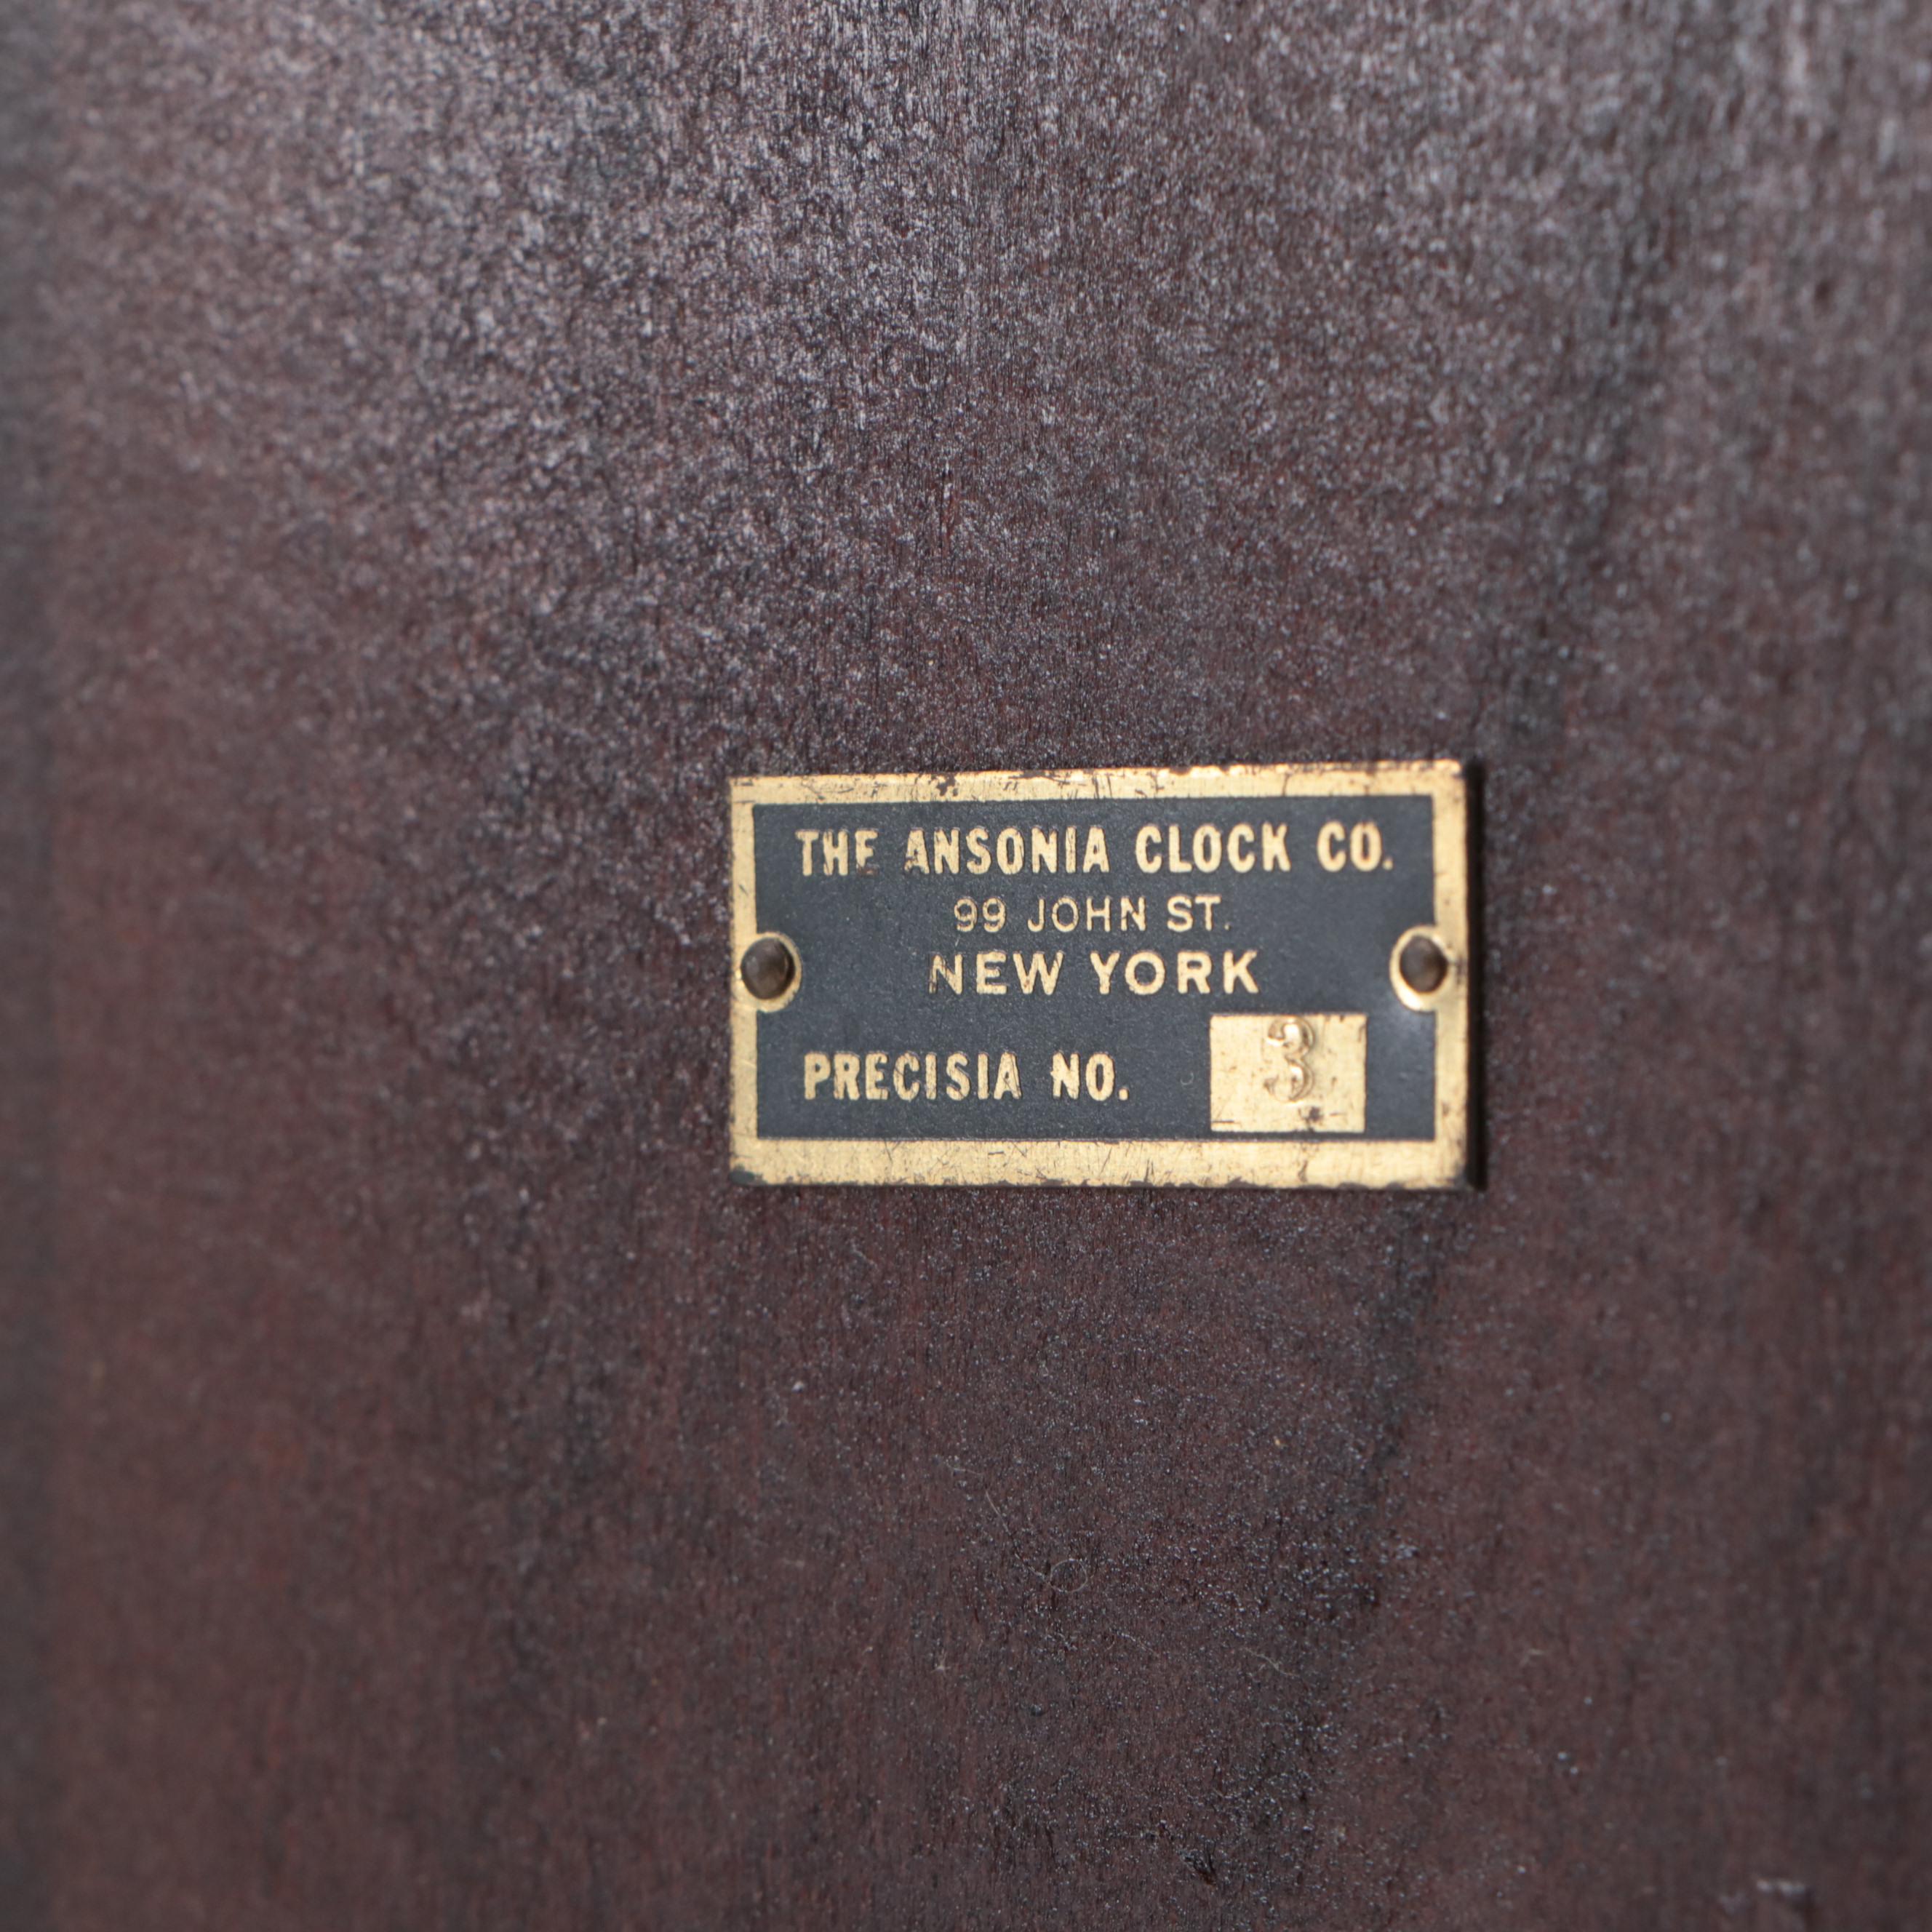 THE ANSONIA CLOCK CO.
99 JOHN ST.
NEW YORK
PRECISIA NO. 3